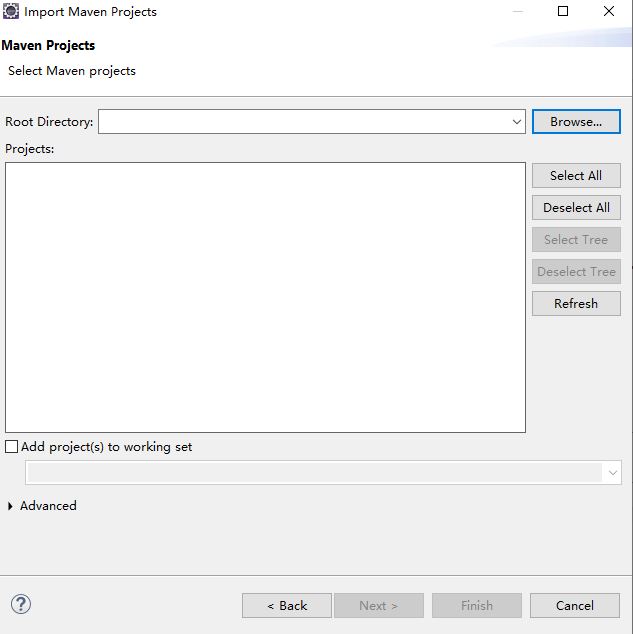 Import Maven Projects
Maven Projects
Select Maven projects
Root Directory:
Browse...
Projects:
Select All
Deselect All
Select Tree
Deselect Tree
Refresh
Add project(s) to working set
Advanced
?
< Back
Next >
Finish
Cancel